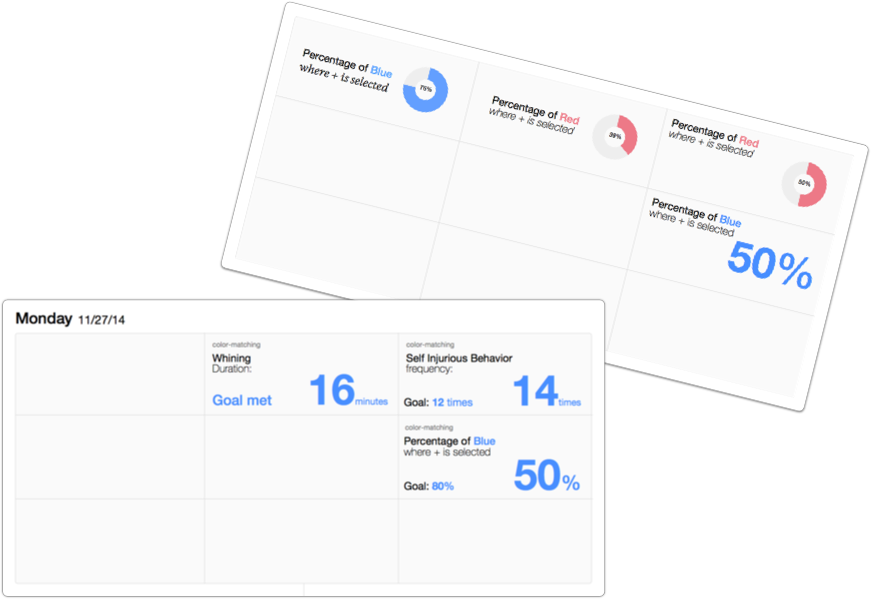 Percentage of Blue
where + is selected
75%
Percentage of Red
where + is selected
39%
Percentage of Red
where + is selected
50%
Percentage of Blue
where + is selected
50%
Monday 11/27/14
color-matching
Whining
Duration:
Goal met
16 minutes
color-matching
Self Injurious Behavior
frequency:
Goal: 12 times
14 times
color-matching
Percentage of Blue
where + is selected
Goal: 80%
50%